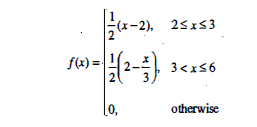 f(x) = { 1/2 (x−2), 2≤x≤3
1/2 (2−x/3), 3<x≤6
0, otherwise